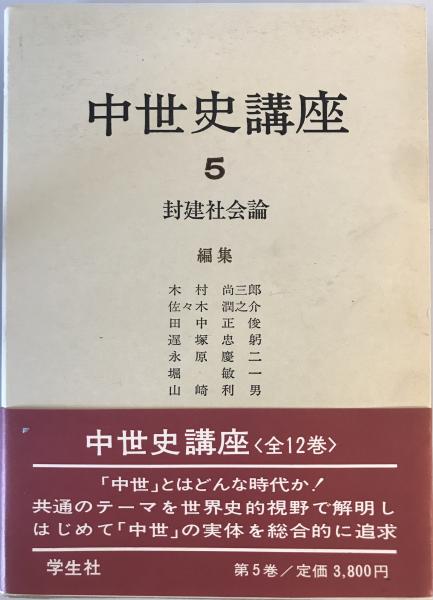 中世史講座
5
封建社会論
編集
木村尚三郎
佐々木潤之介
田中正俊
遅塚忠躬
永原慶二
堀敏一
山崎利男
中世史講座〈全12巻〉
「中世」とはどんな時代か!
共通のテーマを世界史的視野で解明し
はじめて「中世」の実体を総合的に追求
学生社 第5巻/定価3,800円